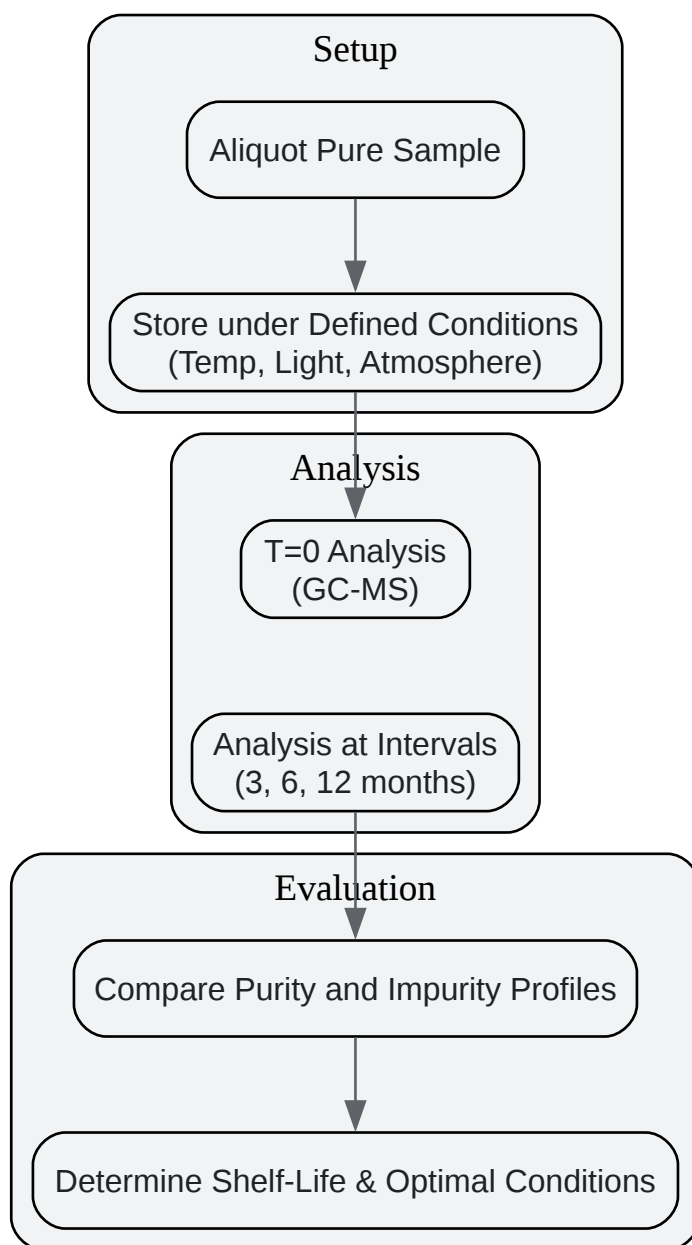 Setup
Aliquot Pure Sample
Store under Defined Conditions
(Temp, Light, Atmosphere)
Analysis
T=0 Analysis
(GC-MS)
Analysis at Intervals
(3, 6, 12 months)
Evaluation
Compare Purity and Impurity Profiles
Determine Shelf-Life & Optimal Conditions